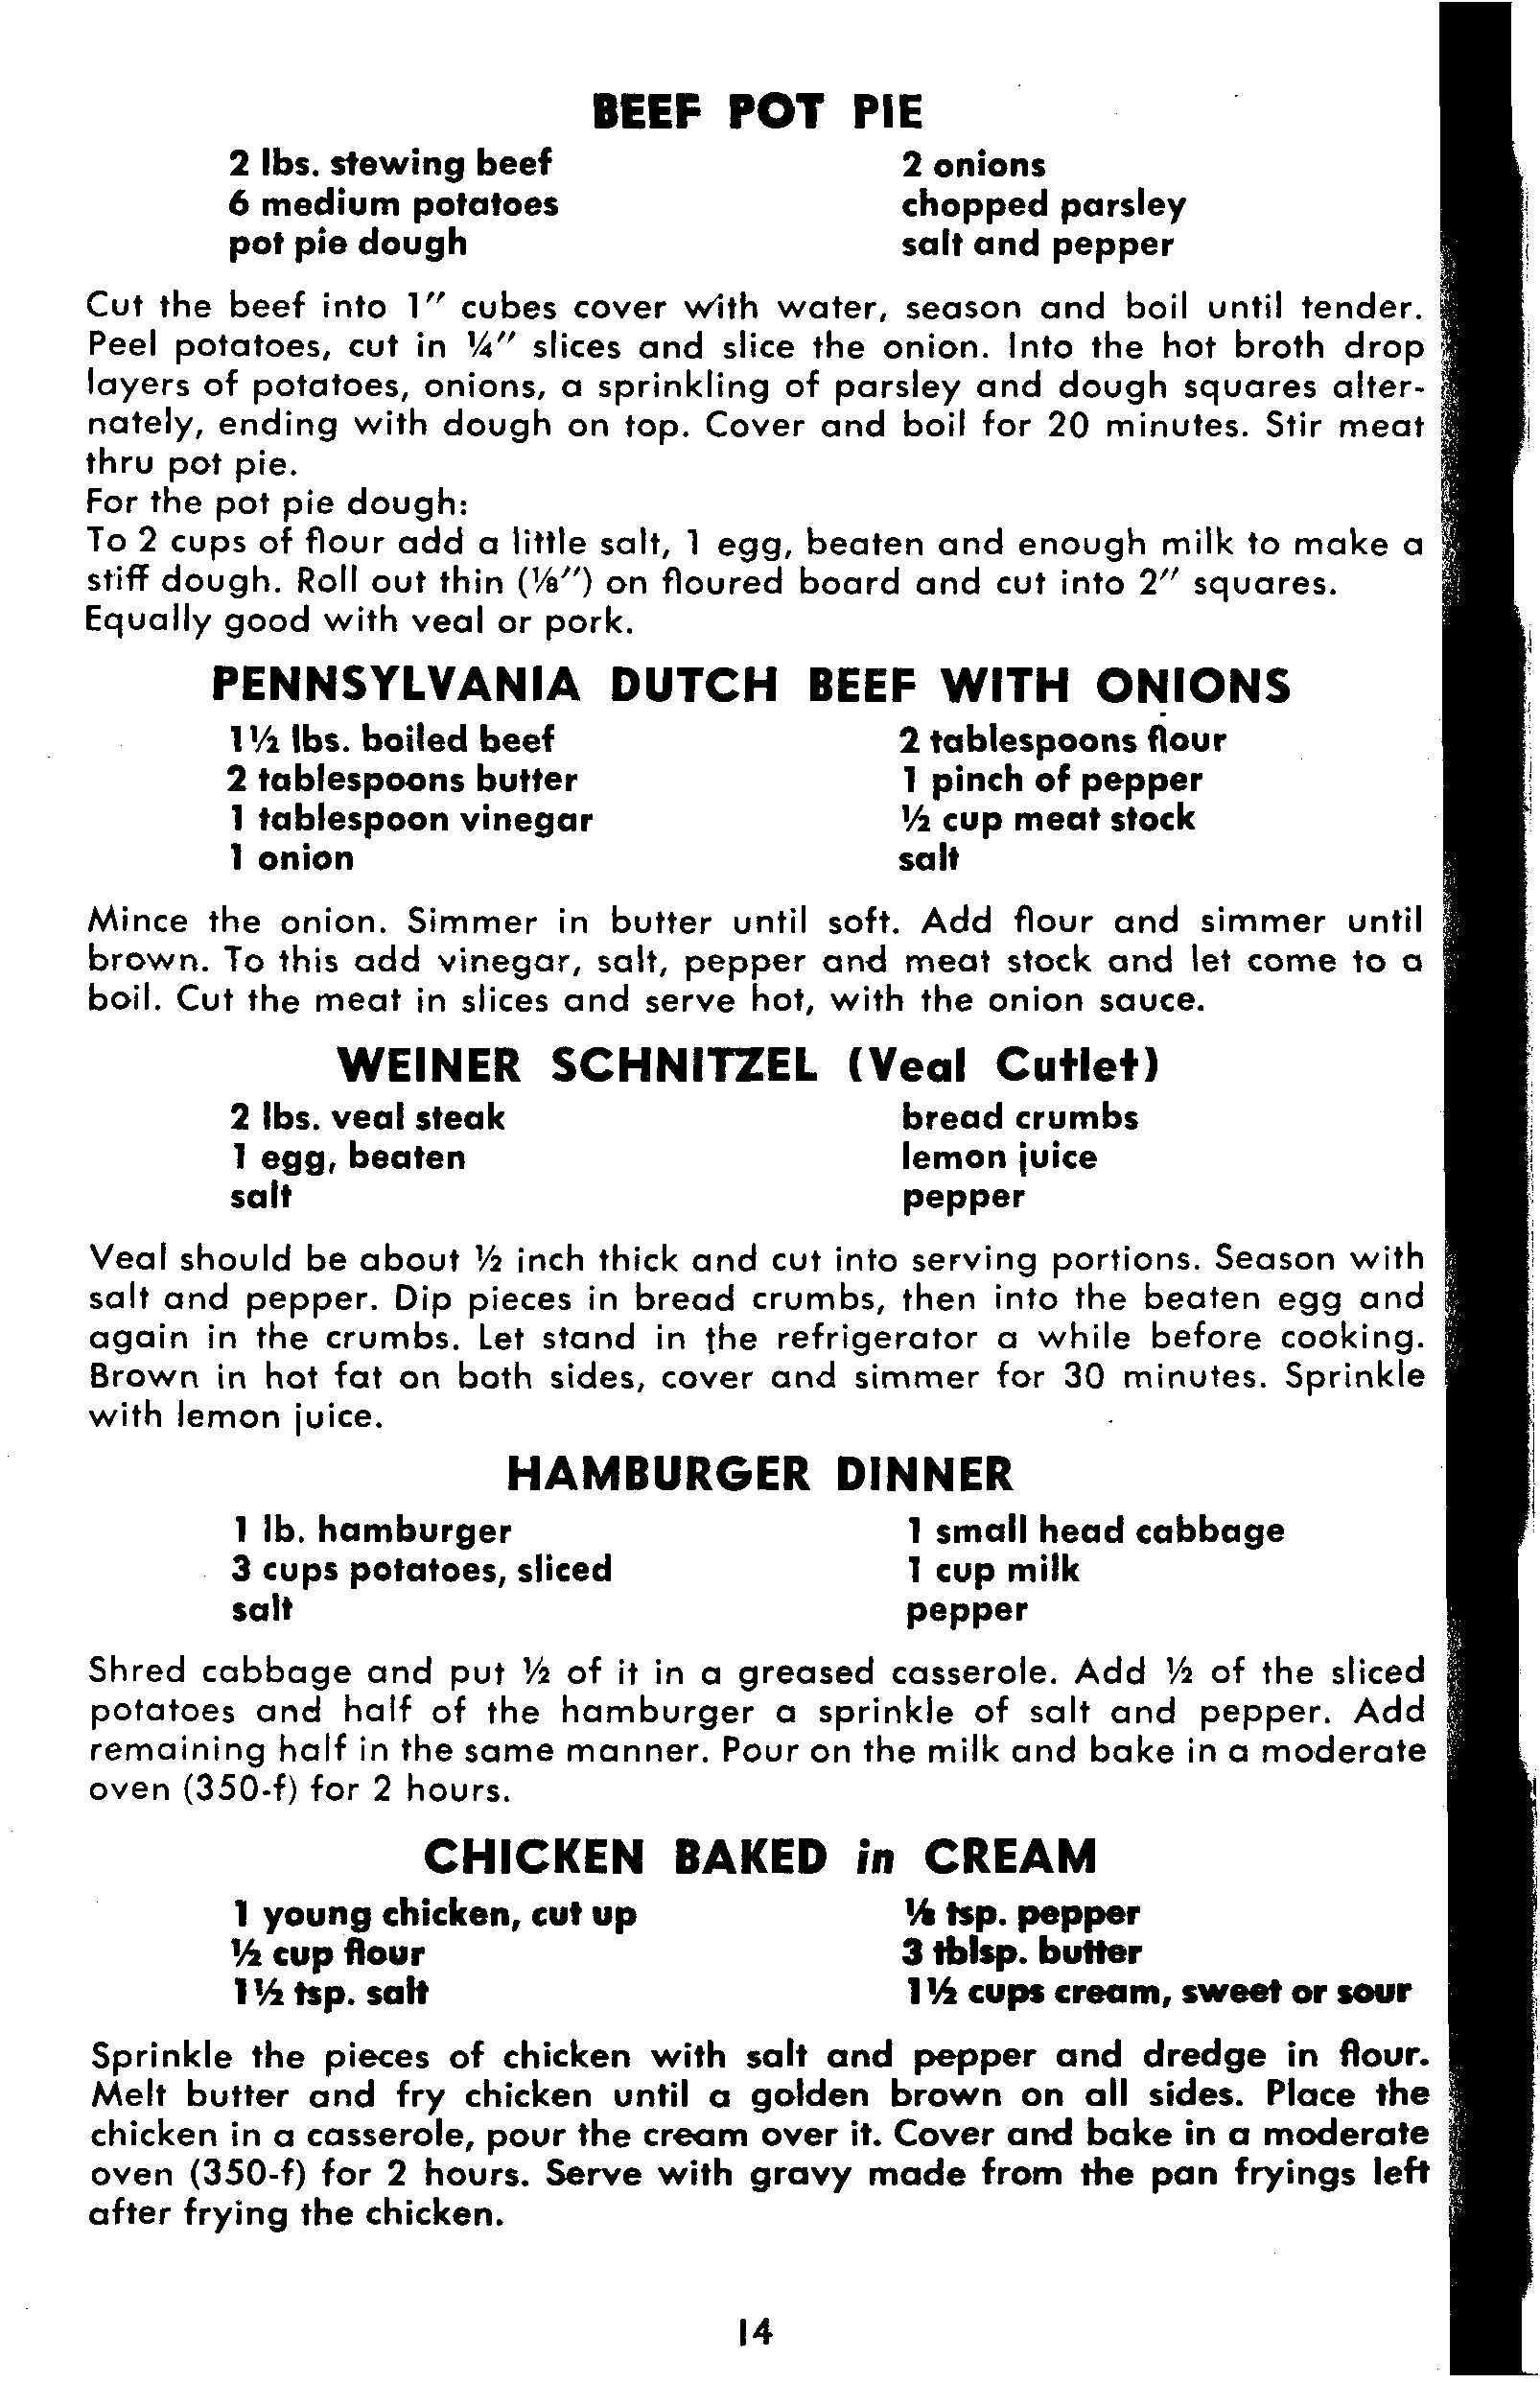 BEEF POT PIE
2 lbs. stewing beef 2 onions
6 medium potatoes chopped parsley
pot pie dough salt and pepper
Cut the beef into 1" cubes cover with water, season and boil until tender.
Peel potatoes, cut in ¼" slices and slice the onion. Into the hot broth drop
layers of potatoes, onions, a sprinkling of parsley and dough squares alter-
nately, ending with dough on top. Cover and boil for 20 minutes. Stir meat
thru pot pie.
For the pot pie dough:
To 2 cups of flour add a little salt, 1 egg, beaten and enough milk to make a
stiff dough. Roll out thin (⅛") on floured board and cut into 2" squares.
Equally good with veal or pork.
PENNSYLVANIA DUTCH BEEF WITH ONIONS
1½ lbs. boiled beef 2 tablespoons flour
2 tablespoons butter 1 pinch of pepper
1 tablespoon vinegar ½ cup meat stock
1 onion salt
Mince the onion. Simmer in butter until soft. Add flour and simmer until
brown. To this add vinegar, salt, pepper and meat stock and let come to a
boil. Cut the meat in slices and serve hot, with the onion sauce.
WEINER SCHNITZEL (Veal Cutlet)
2 lbs. veal steak bread crumbs
1 egg, beaten lemon juice
salt pepper
Veal should be about ½ inch thick and cut into serving portions. Season with
salt and pepper. Dip pieces in bread crumbs, then into the beaten egg and
again in the crumbs. Let stand in the refrigerator a while before cooking.
Brown in hot fat on both sides, cover and simmer for 30 minutes. Sprinkle
with lemon juice.
HAMBURGER DINNER
1 lb. hamburger 1 small head cabbage
3 cups potatoes, sliced 1 cup milk
salt pepper
Shred cabbage and put ½ of it in a greased casserole. Add ½ of the sliced
potatoes and half of the hamburger a sprinkle of salt and pepper. Add
remaining half in the same manner. Pour on the milk and bake in a moderate
oven (350-f) for 2 hours.
CHICKEN BAKED in CREAM
1 young chicken, cut up ⅛ tsp. pepper
½ cup flour 3 tblsp. butter
1½ tsp. salt 1½ cups cream, sweet or sour
Sprinkle the pieces of chicken with salt and pepper and dredge in flour.
Melt butter and fry chicken until a golden brown on all sides. Place the
chicken in a casserole, pour the cream over it. Cover and bake in a moderate
oven (350-f) for 2 hours. Serve with gravy made from the pan fryings left
after frying the chicken.
14